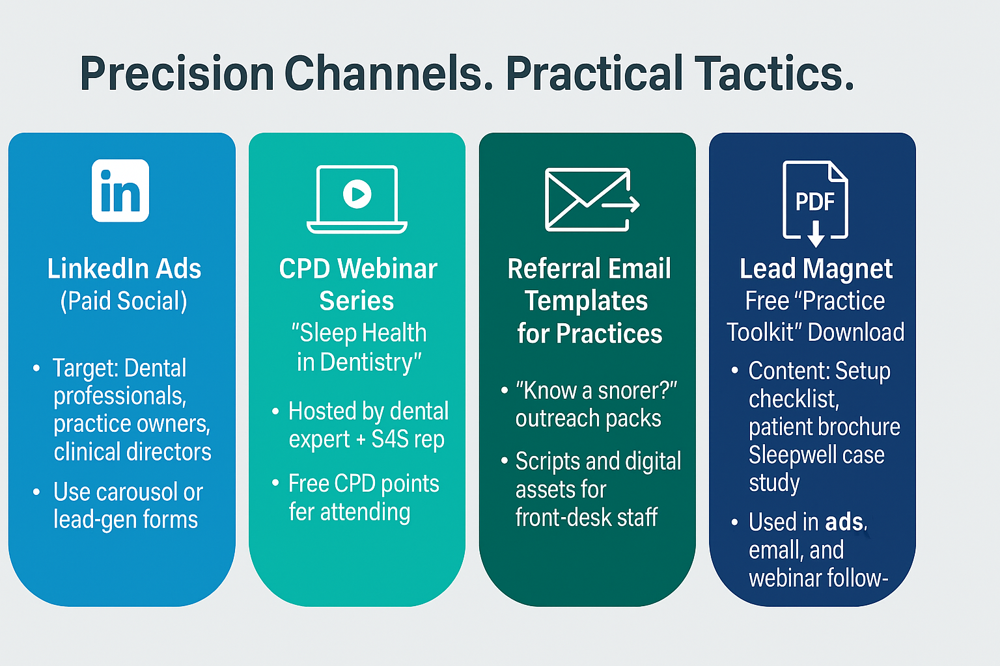 Precision Channels. Practical Tactics.
in
LinkedIn Ads
(Paid Social)
• Target: Dental
professionals,
practice owners,
clinical directors
• Use carousol or
lead-gen forms
CPD Webinar
Series
"Sleep Health
in Dentistry"
• Hosted by dental
expert + S4S rep
• Free CPD points
fer attending
Referral Email
Templates
for Practices
• "Know a snorer?"
outreach packs
• Scripts and digital
assets for
front-desk staff
PDF
Lead Magnet
Free “Practice
Toolkit” Download
• Content: Setup
checklist,
patient brochure
Sleepwell case
study
• Used in ads.
emall, and
webinar follow-